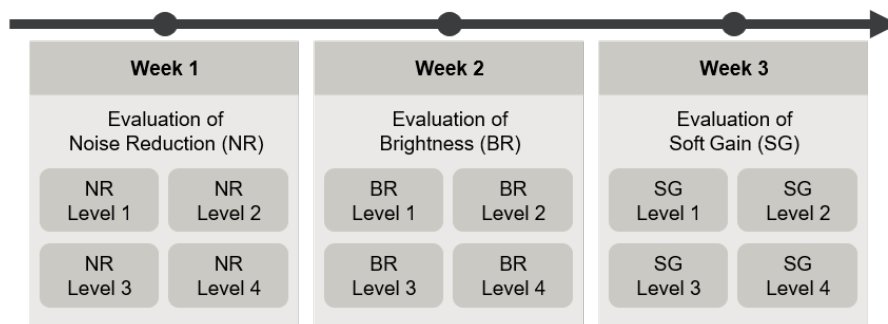 Week 1
Evaluation of
Noise Reduction (NR)
NR
Level 1
NR
Level 2
NR
Level 3
NR
Level 4
Week 2
Evaluation of
Brightness (BR)
BR
Level 1
BR
Level 2
BR
Level 3
BR
Level 4
Week 3
Evaluation of
Soft Gain (SG)
SG
Level 1
SG
Level 2
SG
Level 3
SG
Level 4